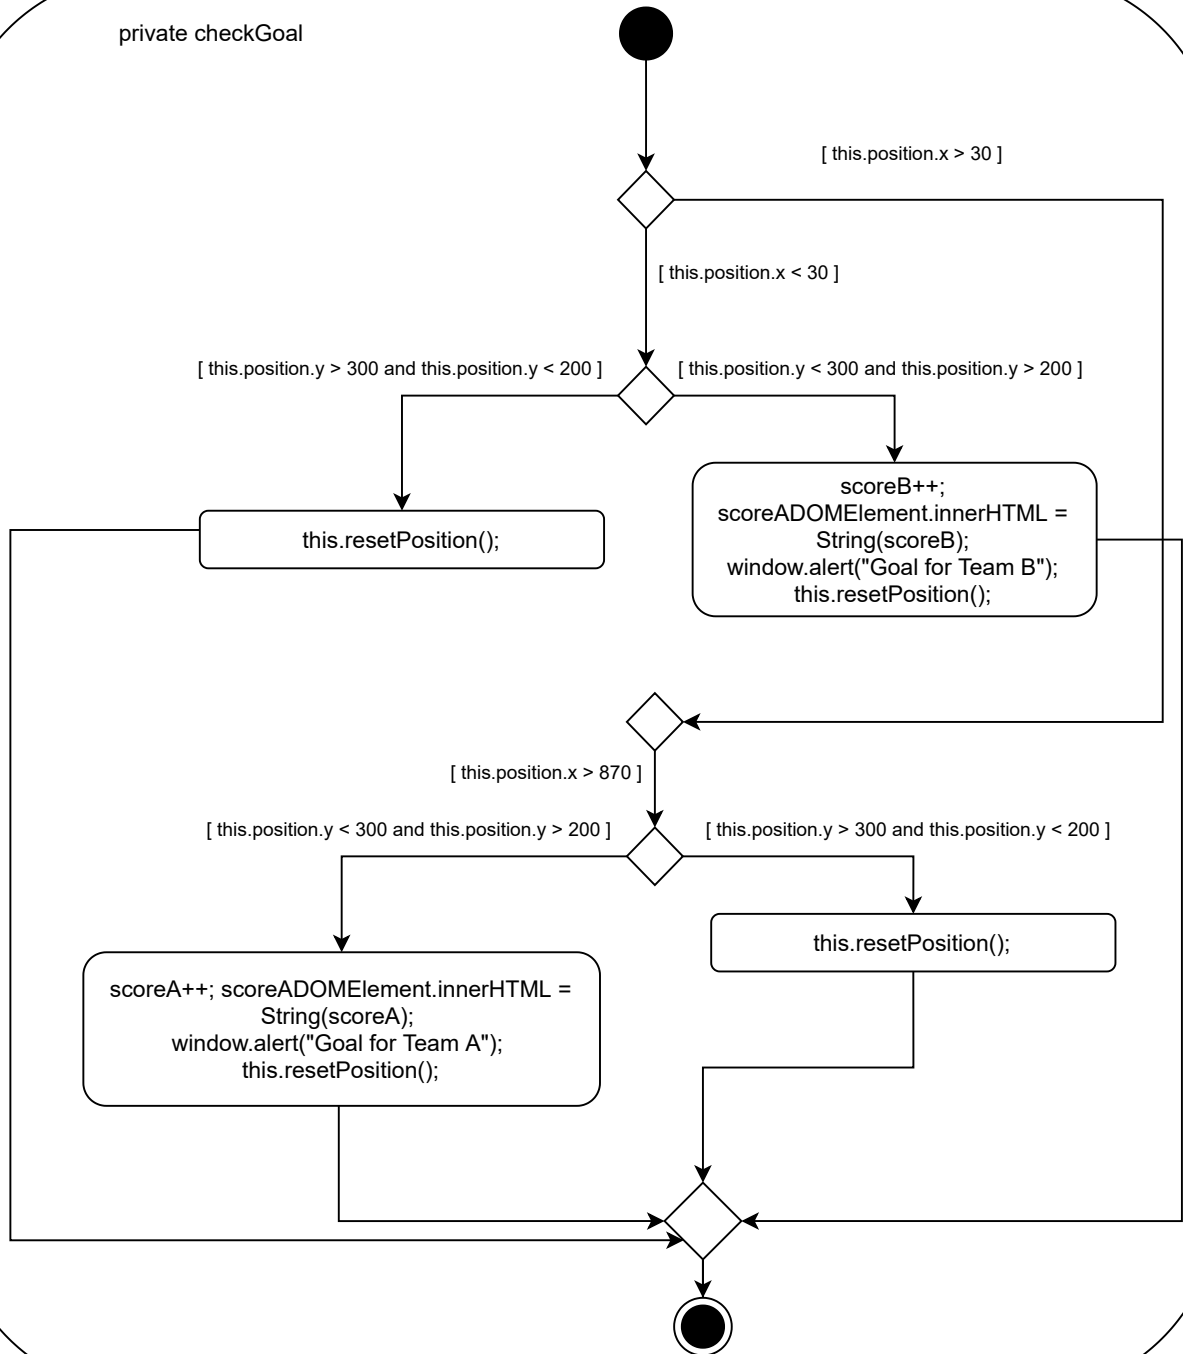 private checkGoal
[ this.position.x > 30 ]
[ this.position.x < 30 ]
[ this.position.y > 300 and this.position.y < 200 ]
[ this.position.y < 300 and this.position.y > 200 ]
scoreB++;
scoreADOMElement.innerHTML =
String(scoreB);
window.alert("Goal for Team B");
this.resetPosition();
this.resetPosition();
[ this.position.x > 870 ]
[ this.position.y < 300 and this.position.y > 200 ]
[ this.position.y > 300 and this.position.y < 200 ]
this.resetPosition();
scoreA++; scoreADOMElement.innerHTML =
String(scoreA);
window.alert("Goal for Team A");
this.resetPosition();